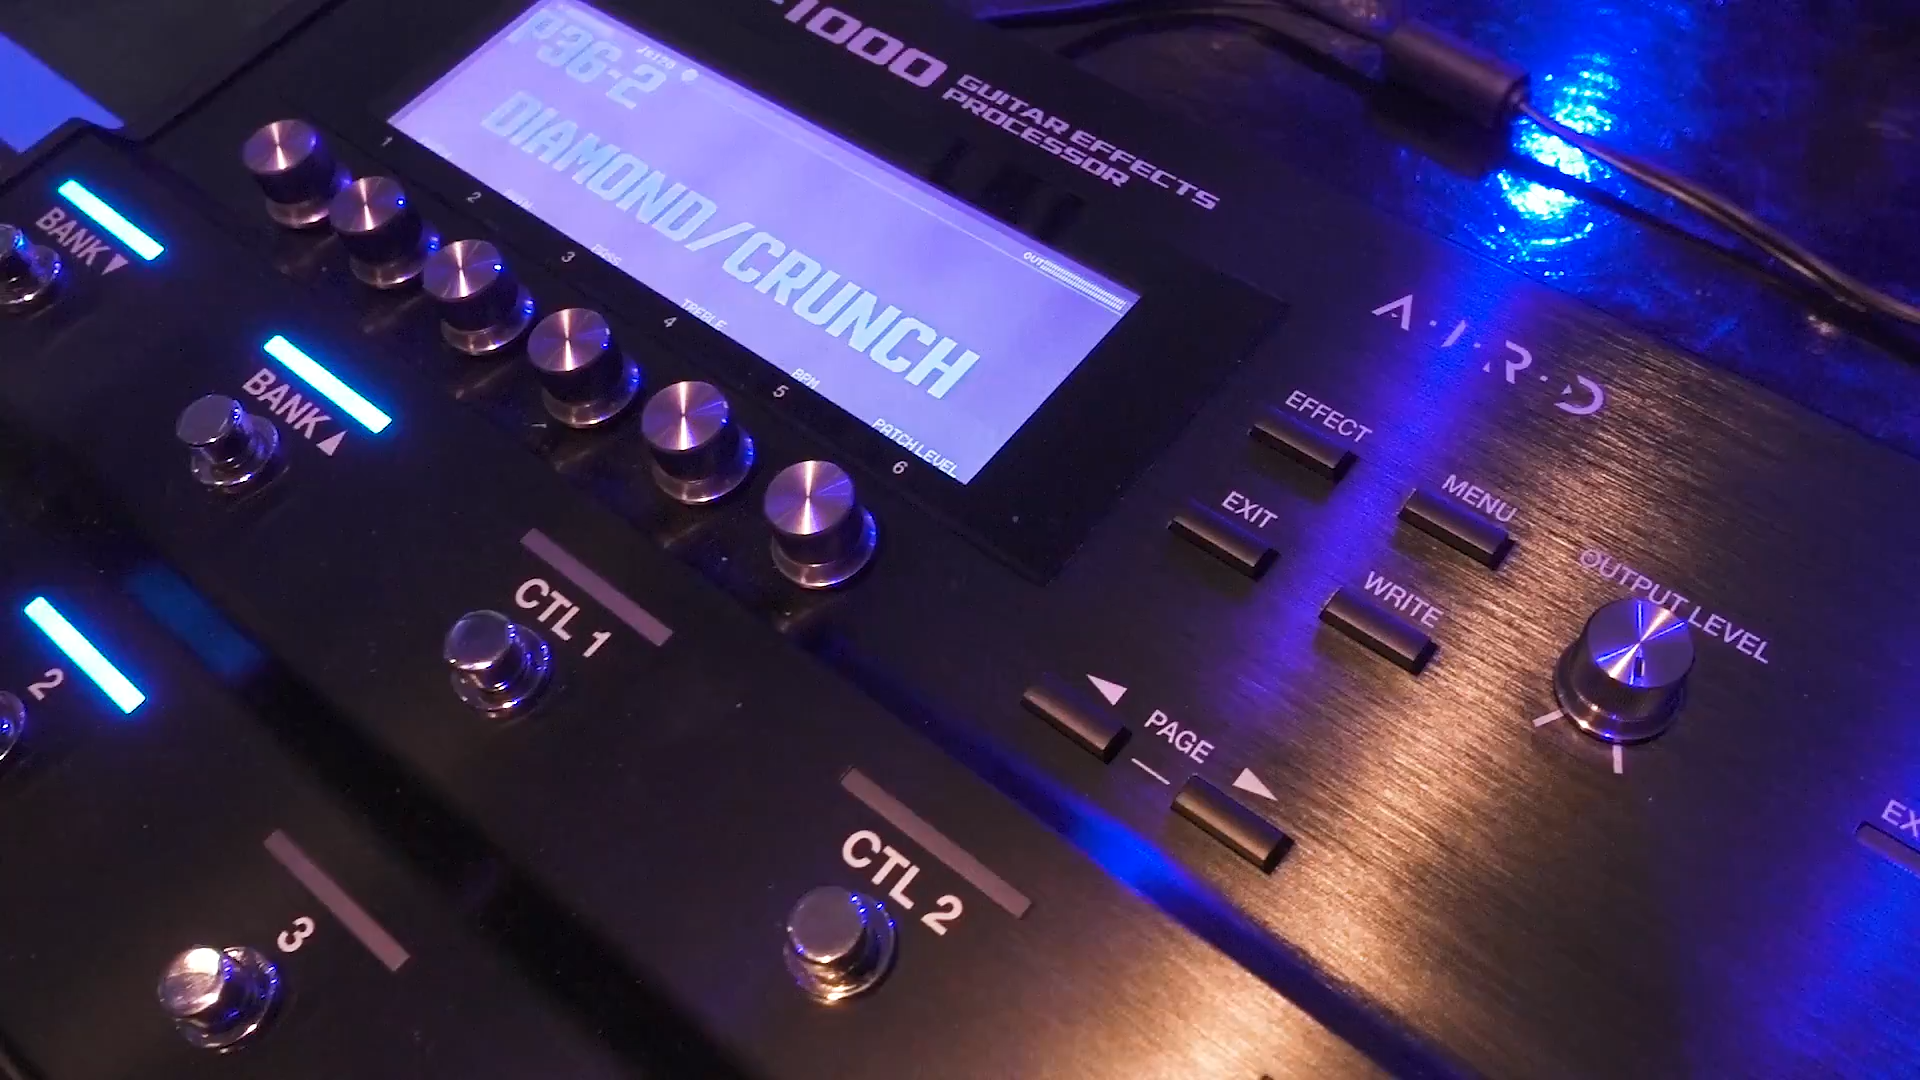 -1000 GUITAR EFFECTS
PROCESSOR
P36-2
DIAMOND/CRUNCH
OUT
1
2
3
4 TREBLE
5 BPM
6 PATCH LEVEL
BANK▼
BANK▲
2
3
CTL 1
CTL 2
A·I·R·D
EFFECT
MENU
EXIT
WRITE
OUTPUT LEVEL
◀ PAGE ▶
EX